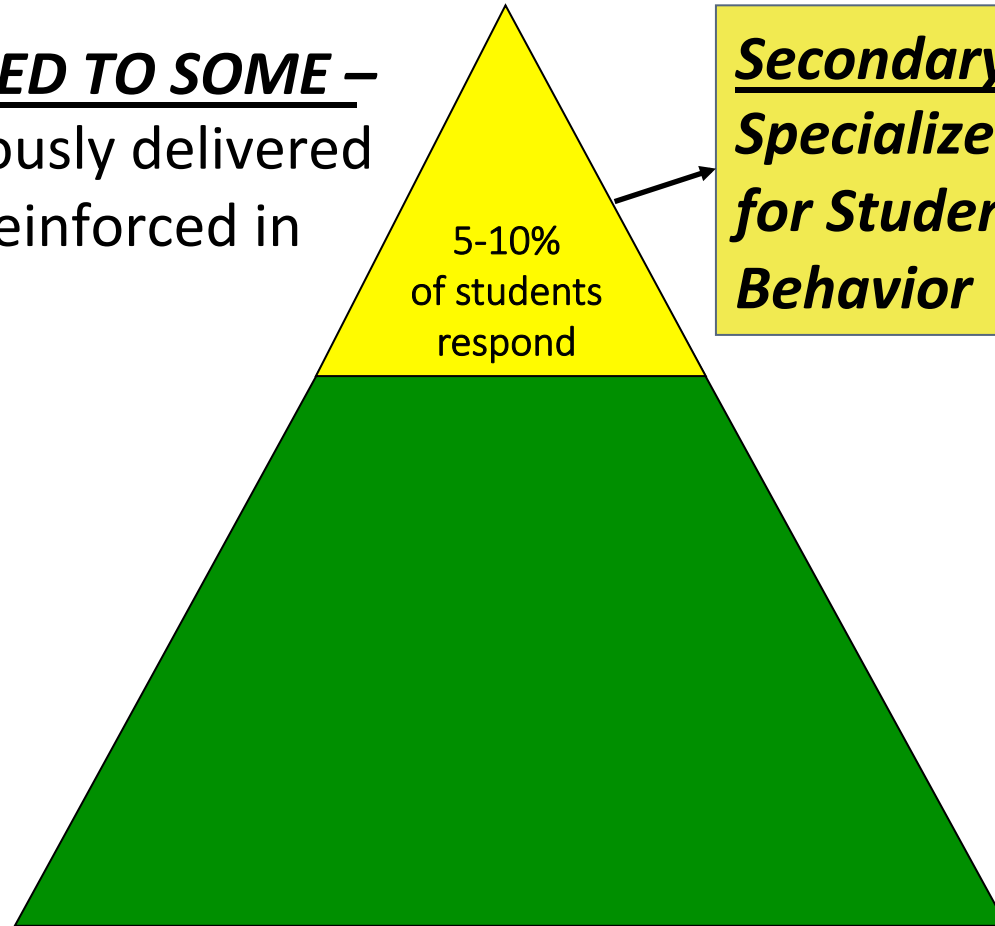 ED TO SOME –
ously delivered
einforced in
5-10%
of students
respond
Secondary
Specialize
for Studen
Behavior